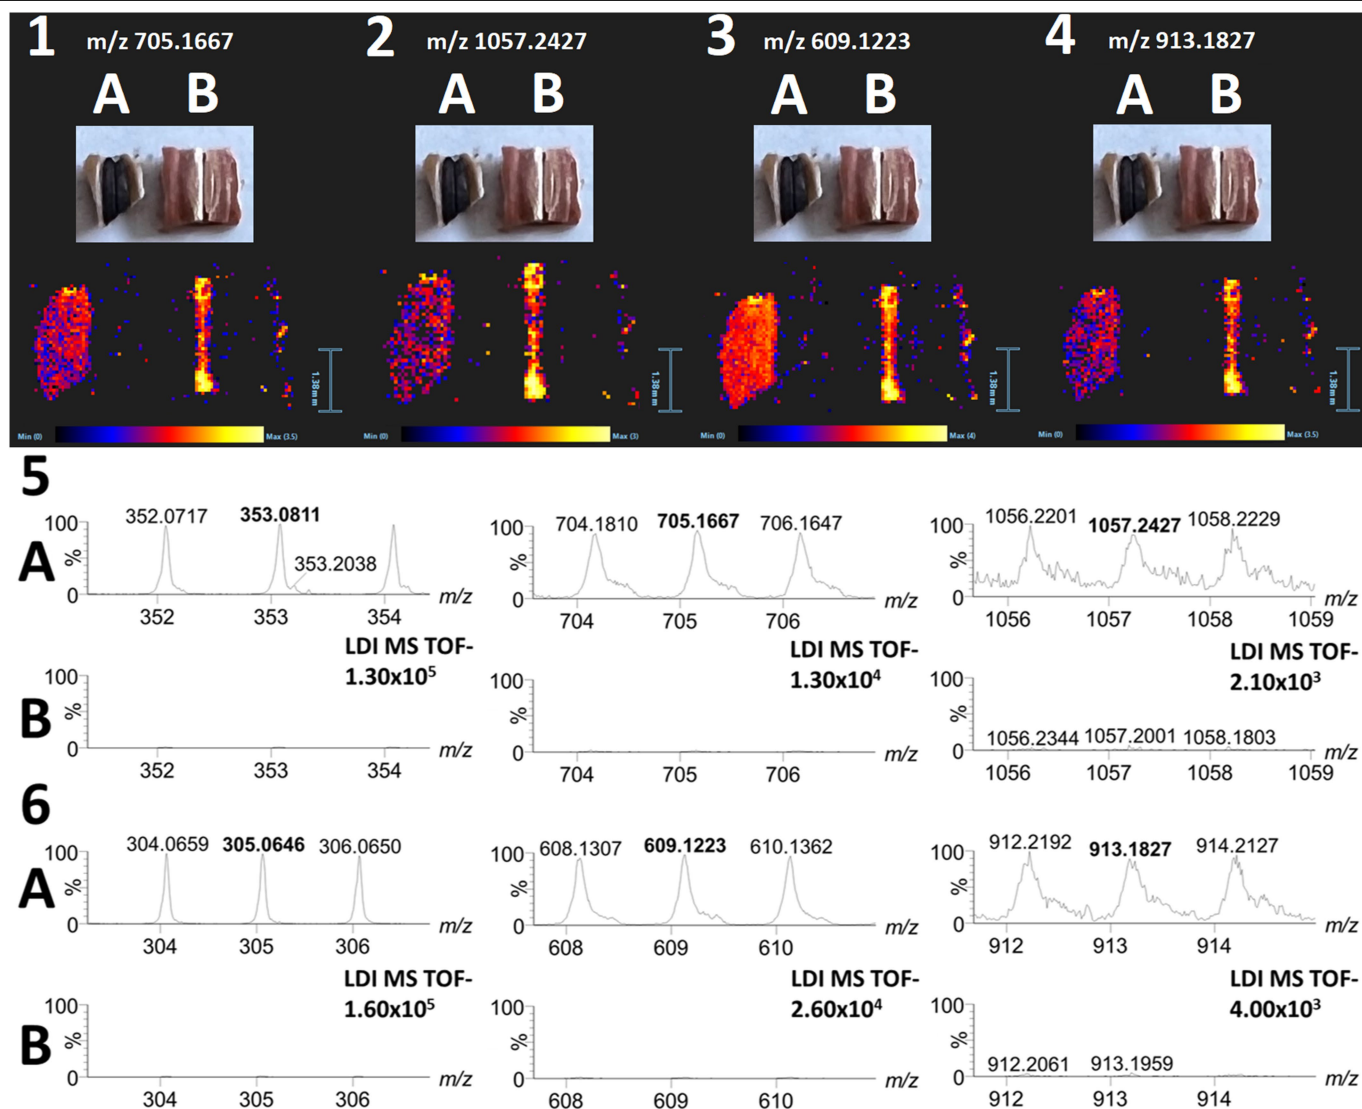 1 m/z 705.1667 2 m/z 1057.2427 3 m/z 609.1223 4 m/z 913.1827
A B A B A B A B
1.38mm 1.38mm 1.38mm 1.38mm
Min (0) Max (3.5) Min (0) Max (3) Min (0) Max (4) Min (0) Max (3.5)
5
A
352.0717 353.0811 353.2038
100 % 0
352 353 354 m/z
704.1810 705.1667 706.1647
100 % 0
704 705 706 m/z
1056.2201 1057.2427 1058.2229
100 % 0
1056 1057 1058 1059 m/z
B
LDI MS TOF-
1.30x10⁵
100 % 0
352 353 354 m/z
LDI MS TOF-
1.30x10⁴
100 % 0
704 705 706 m/z
LDI MS TOF-
2.10x10³
1056.2344 1057.2001 1058.1803
100 % 0
1056 1057 1058 1059 m/z
6
A
304.0659 305.0646 306.0650
100 % 0
304 305 306 m/z
608.1307 609.1223 610.1362
100 % 0
608 609 610 m/z
912.2192 913.1827 914.2127
100 % 0
912 913 914 m/z
B
LDI MS TOF-
1.60x10⁵
100 % 0
304 305 306 m/z
LDI MS TOF-
2.60x10⁴
100 % 0
608 609 610 m/z
LDI MS TOF-
4.00x10³
912.2061 913.1959
100 % 0
912 913 914 m/z